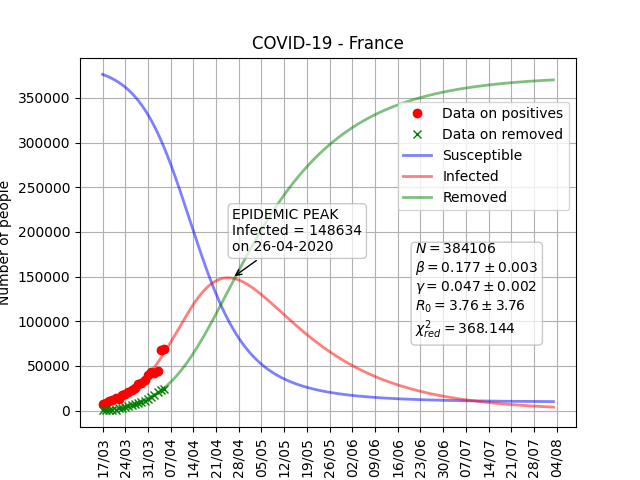 COVID-19 - France
Number of people
350000
300000
250000
200000
150000
100000
50000
0
Data on positives
Data on removed
Susceptible
Infected
Removed
EPIDEMIC PEAK
Infected = 148634
on 26-04-2020
N = 384106
β = 0.177 ± 0.003
γ = 0.047 ± 0.002
R₀ = 3.76 ± 3.76
χ²red = 368.144
17/03
24/03
31/03
07/04
14/04
21/04
28/04
05/05
12/05
19/05
26/05
02/06
09/06
16/06
23/06
30/06
07/07
14/07
21/07
28/07
04/08